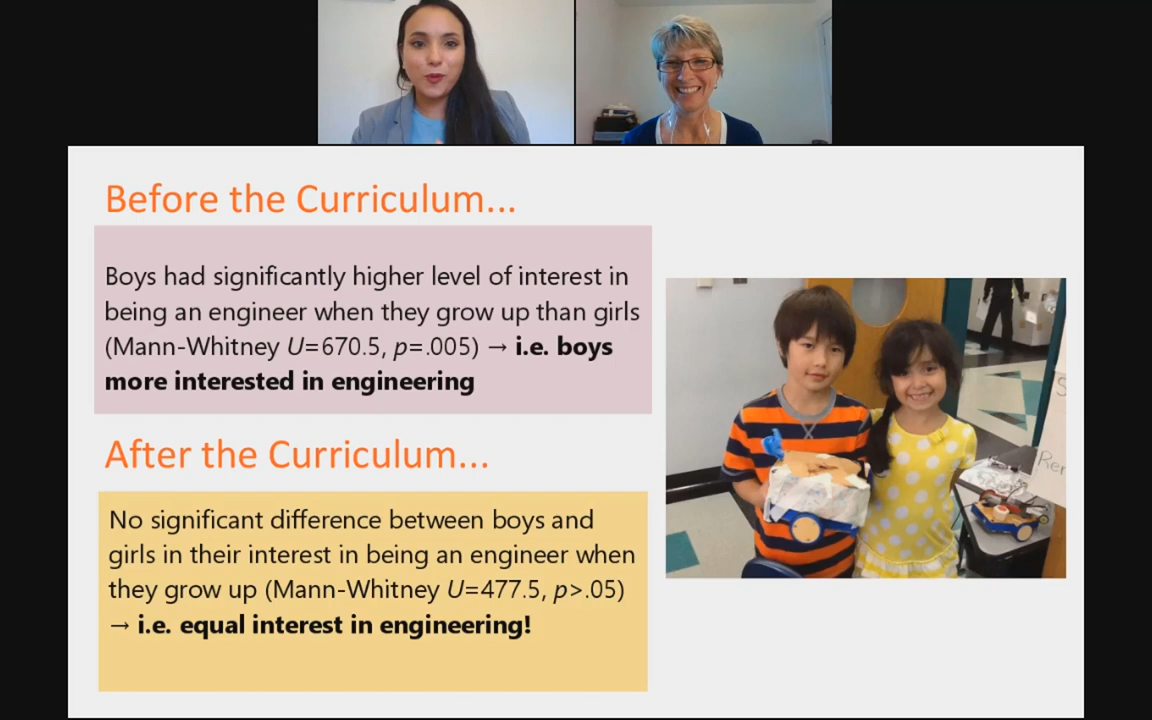 Before the Curriculum...
Boys had significantly higher level of interest in
being an engineer when they grow up than girls
(Mann-Whitney U=670.5, p=.005) → i.e. boys
more interested in engineering
After the Curriculum...
No significant difference between boys and
girls in their interest in being an engineer when
they grow up (Mann-Whitney U=477.5, p>.05)
→ i.e. equal interest in engineering!